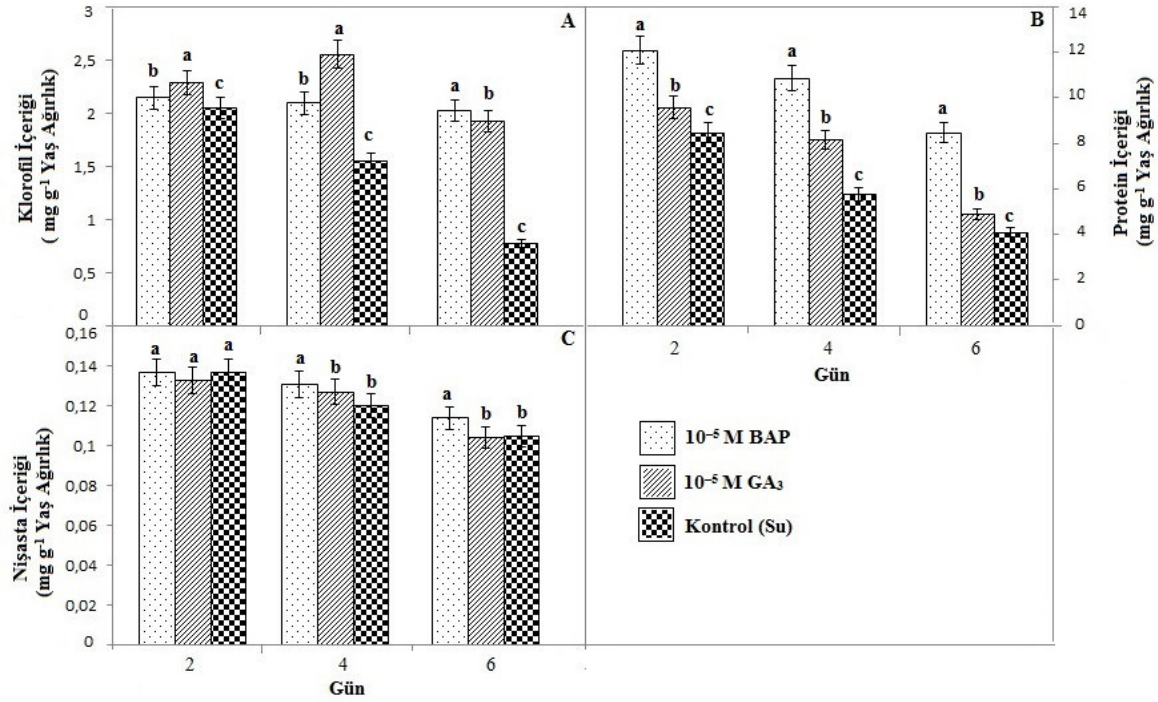 A
Klorofil İçeriği
( mg g-1 Yaş Ağırlık)
3
2,5
2
1,5
1
0,5
0
b
a
c
b
a
c
a
b
c
B
Protein İçeriği
(mg g-1 Yaş Ağırlık)
14
12
10
8
6
4
2
0
a
b
c
a
b
c
a
b
c
2
4
6
Gün
C
Nişasta İçeriği
(mg g-1 Yaş Ağırlık)
0,16
0,14
0,12
0,1
0,08
0,06
0,04
0,02
0
a
a
a
a
b
b
a
b
b
2
4
6
Gün
10-5 M BAP
10-5 M GA3
Kontrol (Su)